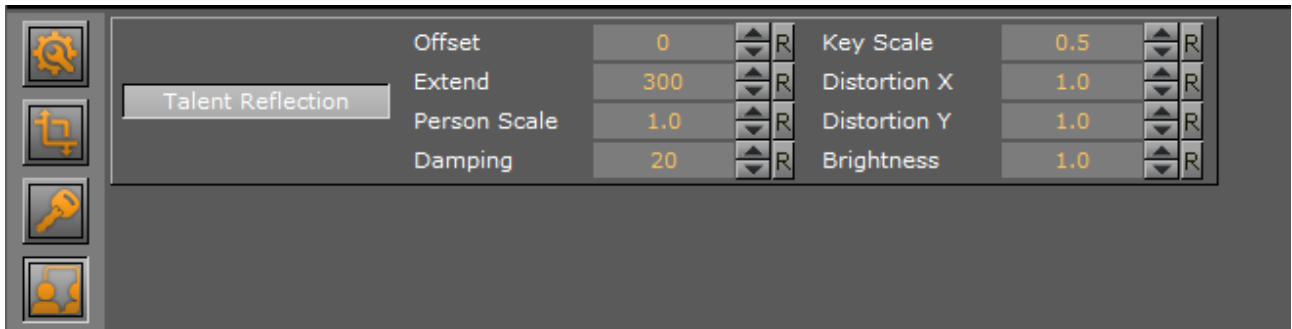 Offset 0 R Key Scale 0.5 R
Extend 300 R Distortion X 1.0 R
Talent Reflection
Person Scale 1.0 R Distortion Y 1.0 R
Damping 20 R Brightness 1.0 R